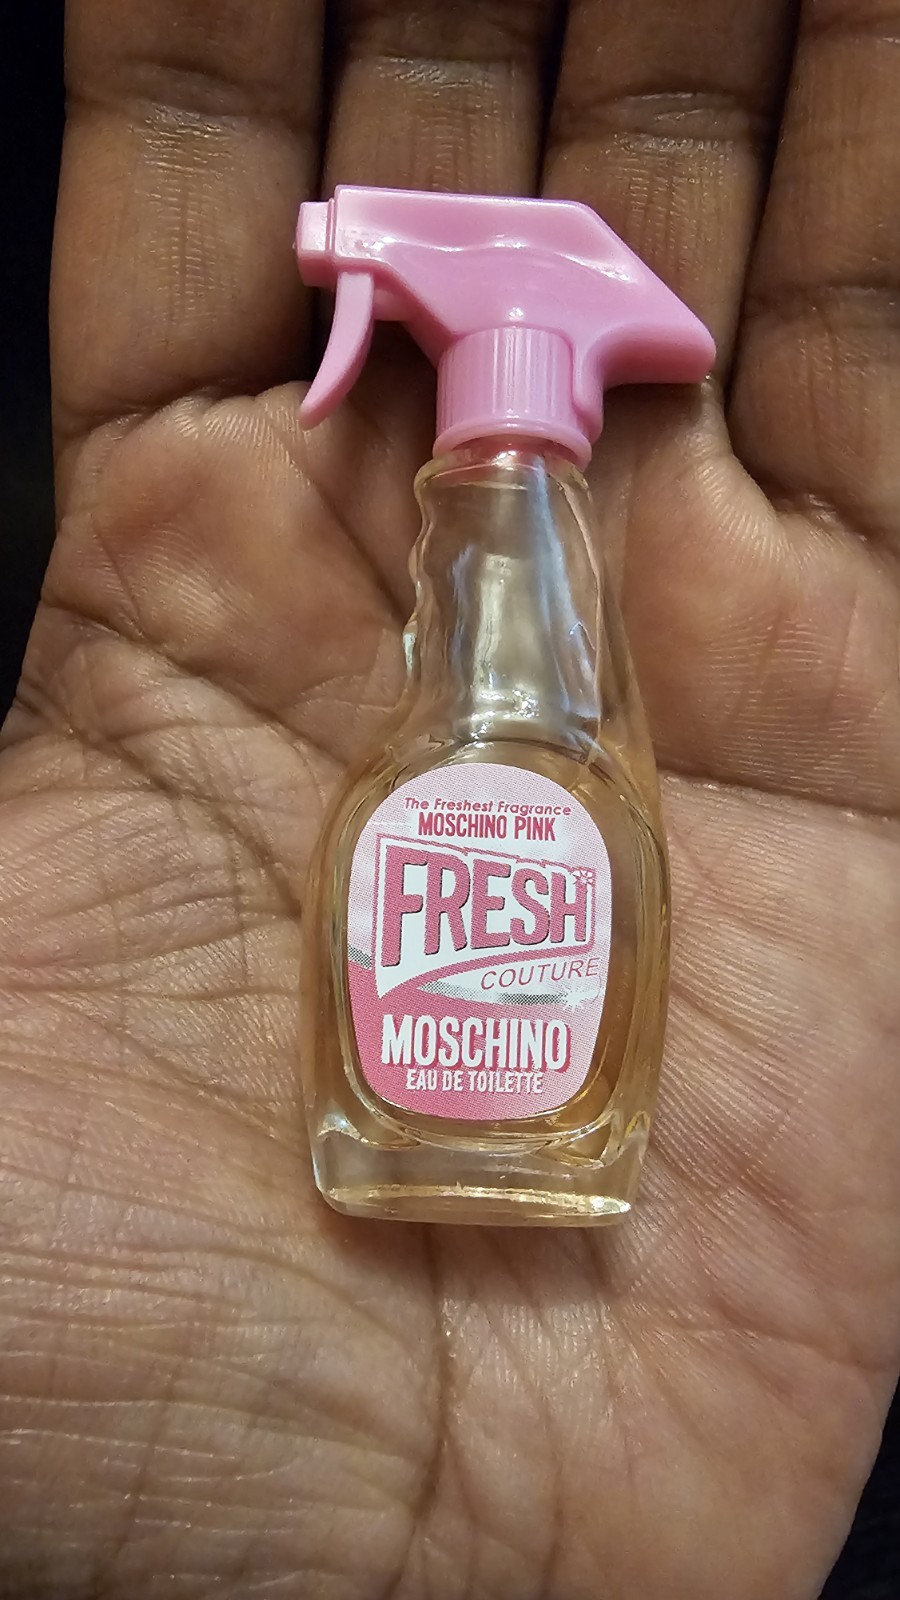 The Freshest Fragrance
MOSCHINO PINK
FRESH
COUTURE
MOSCHINO
EAU DE TOILETTE